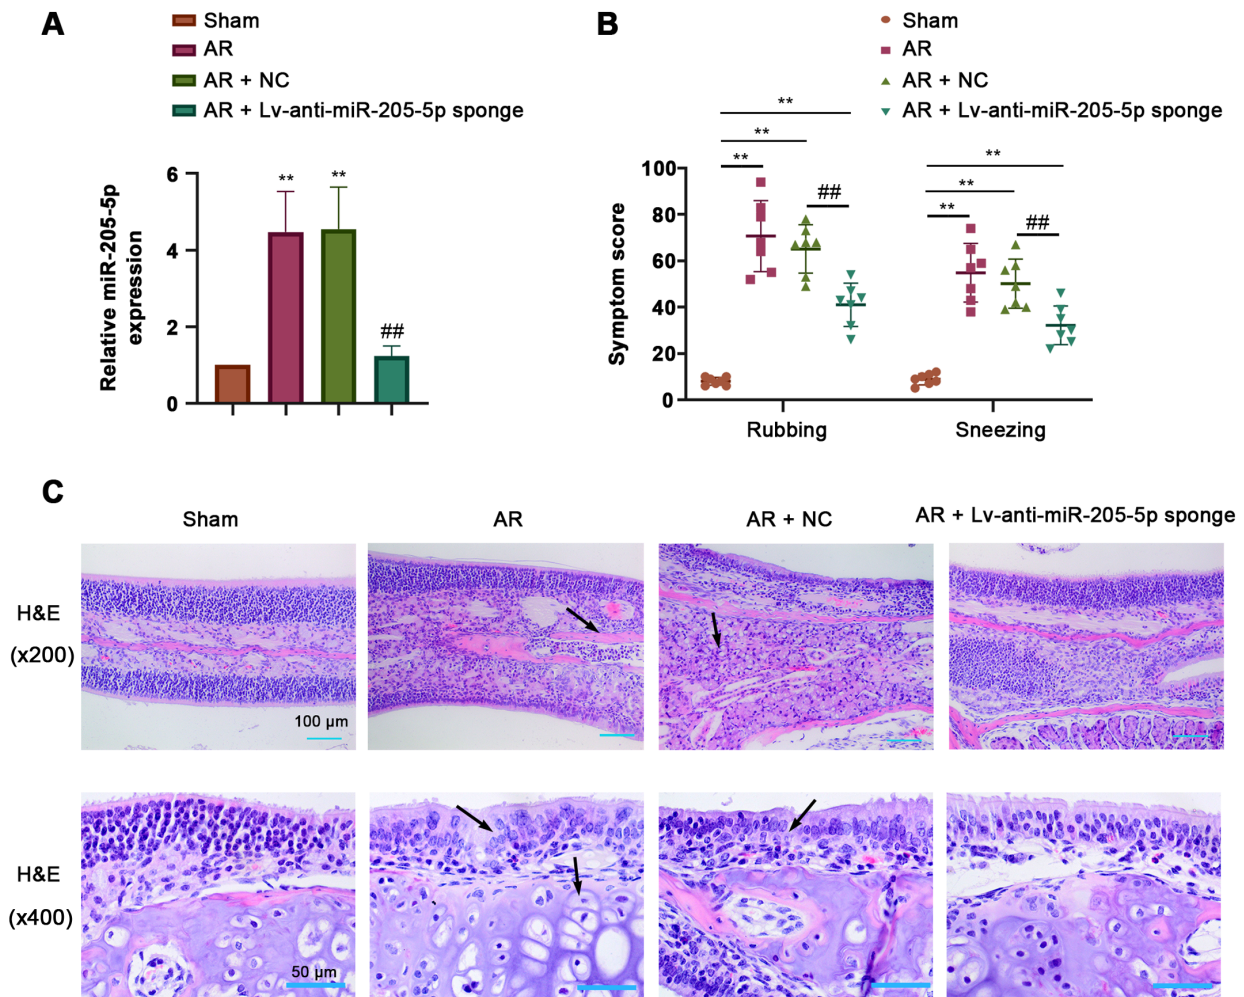 A
Sham
AR
AR + NC
AR + Lv-anti-miR-205-5p sponge
Relative miR-205-5p
expression
6
4
2
0
**
**
##
B
Sham
AR
AR + NC
AR + Lv-anti-miR-205-5p sponge
Symptom score
100
80
60
40
20
0
**
**
**
##
**
**
**
##
Rubbing
Sneezing
C
Sham
AR
AR + NC
AR + Lv-anti-miR-205-5p sponge
H&E
(x200)
100 µm
H&E
(x400)
50 µm